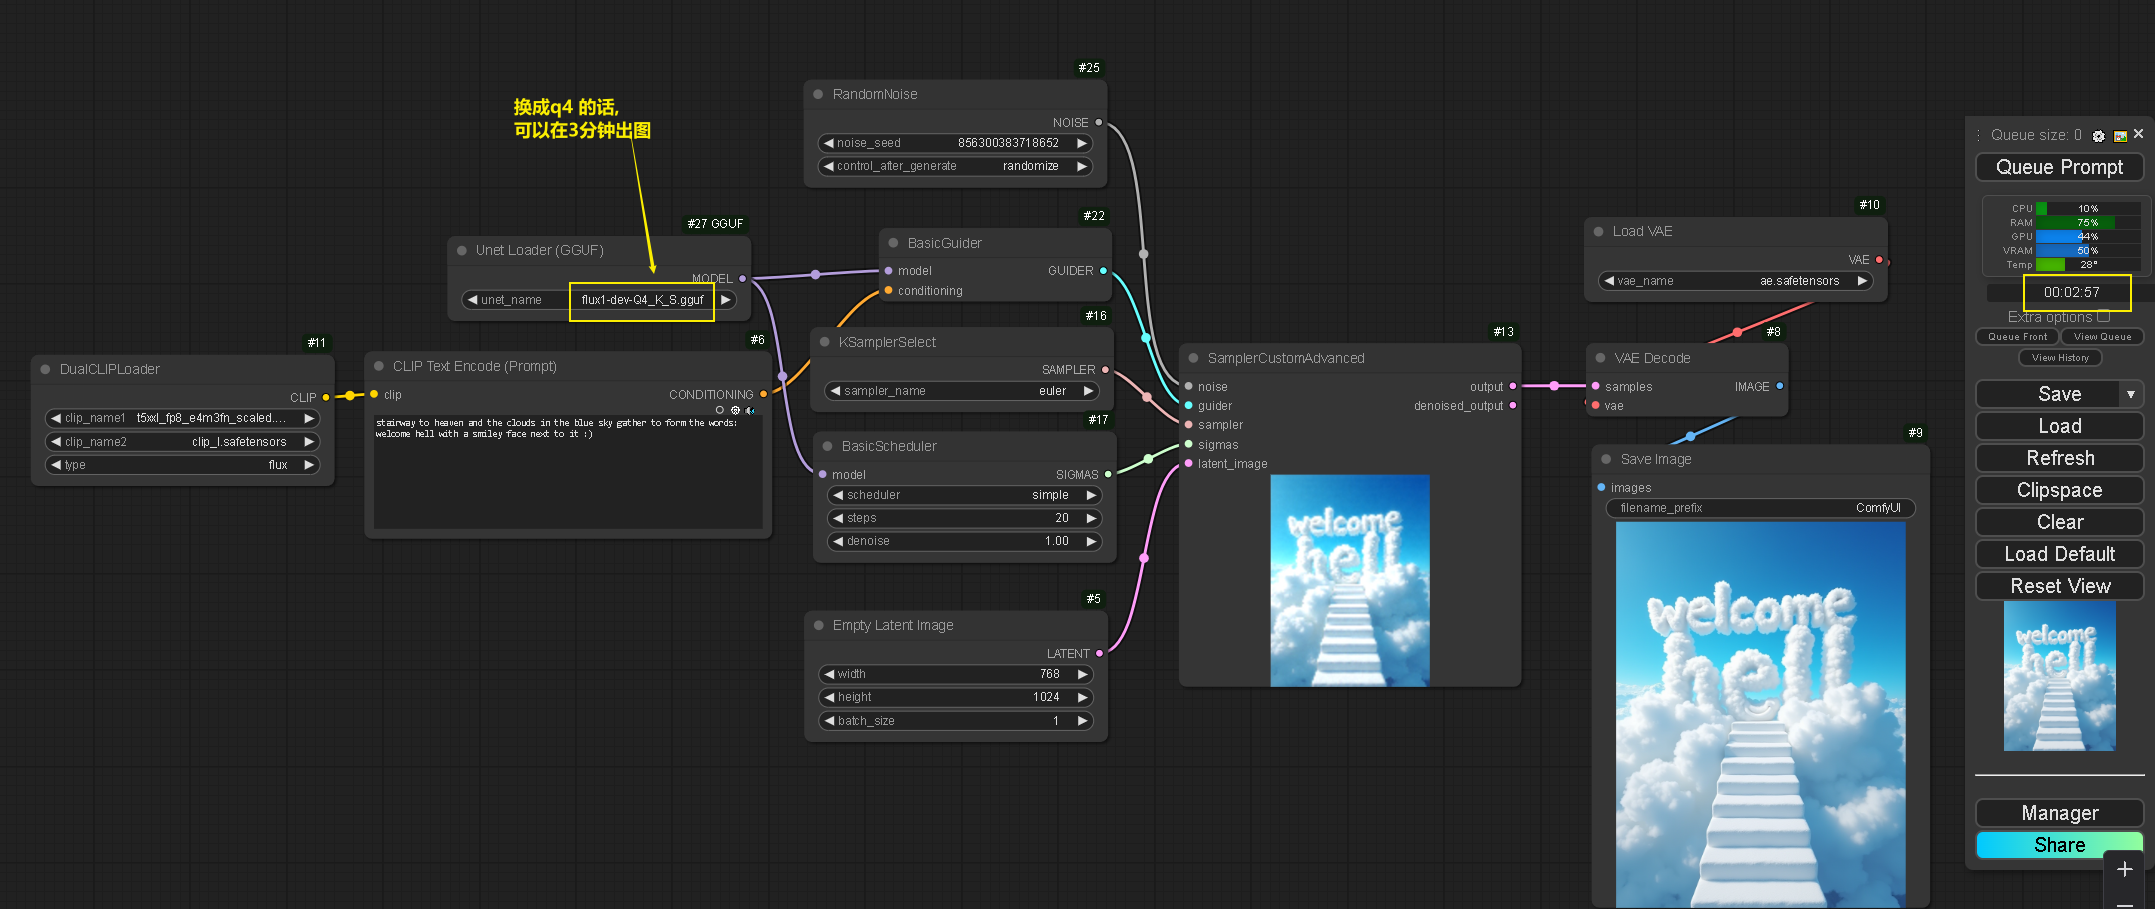 换成q4 的话,
可以在3分钟出图
#25
RandomNoise
NOISE
noise_seed 856300383718652
control_after_generate randomize
#27 GGUF
Unet Loader (GGUF)
MODEL
unet_name flux1-dev-Q4_K_S.gguf
#22
BasicGuider
model GUIDER
conditioning
#11
DualCLIPLoader
CLIP
clip_name1 t5xxl_fp8_e4m3fn_scaled....
clip_name2 clip_l.safetensors
type flux
#6
CLIP Text Encode (Prompt)
clip CONDITIONING
stairway to heaven and the clouds in the blue sky gather to form the words:
welcome hell with a smiley face next to it :)
#16
KSamplerSelect
SAMPLER
sampler_name euler
#17
BasicScheduler
model SIGMAS
scheduler simple
steps 20
denoise 1.00
#5
Empty Latent Image
LATENT
width 768
height 1024
batch_size 1
#13
SamplerCustomAdvanced
noise output
guider denoised_output
sampler
sigmas
latent_image
welcome
hell
#10
Load VAE
VAE
vae_name ae.safetensors
#8
VAE Decode
samples IMAGE
vae
#9
Save Image
images
filename_prefix ComfyUI
welcome
hell
Queue size: 0
Queue Prompt
CPU 10%
RAM 75%
GPU 44%
VRAM 50%
Temp 28°
00:02:57
Extra options
Queue Front View Queue
View History
Save
Load
Refresh
Clipspace
Clear
Load Default
Reset View
welcome
hell
Manager
Share